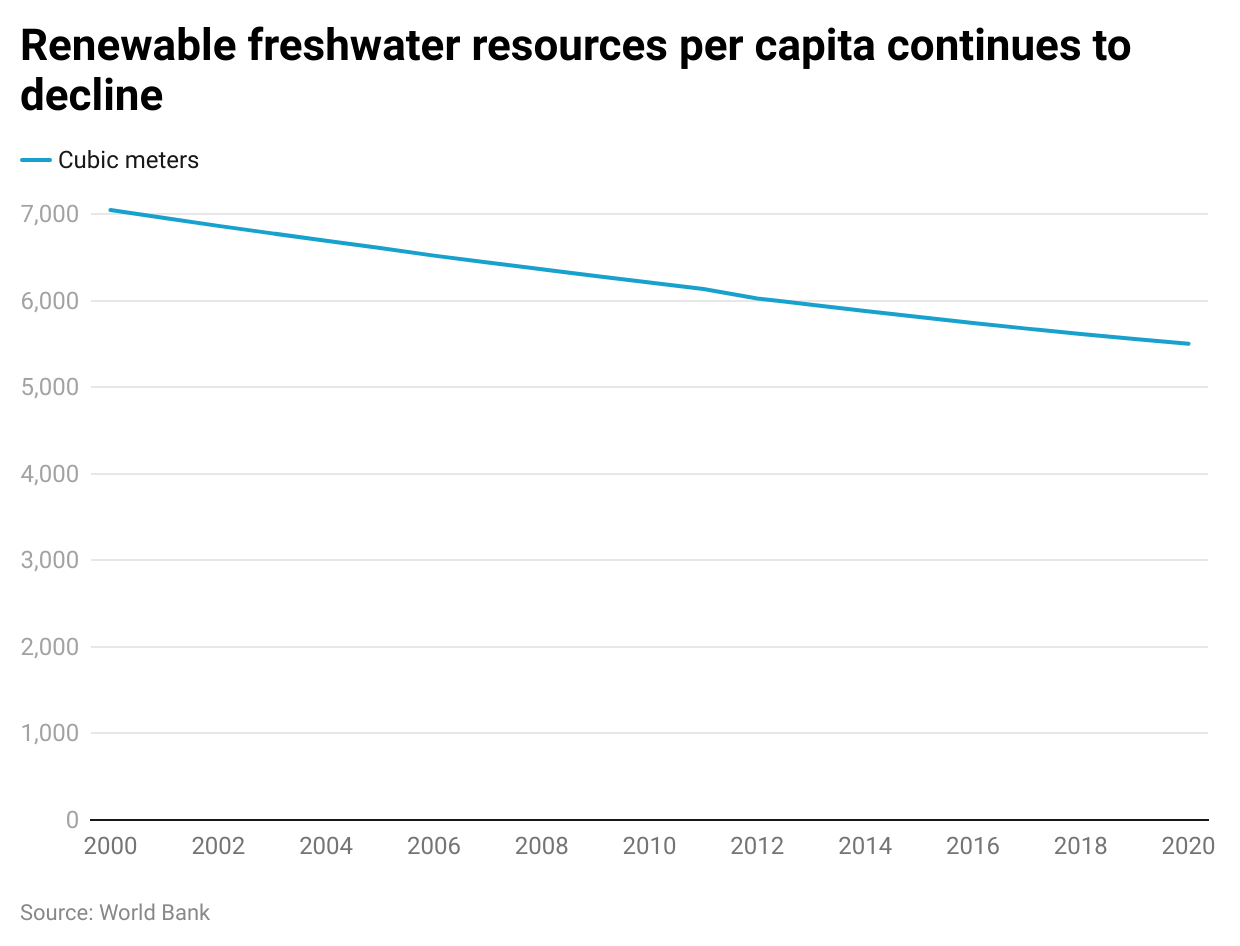 Renewable freshwater resources per capita continues to
decline
Cubic meters
7,000
6,000
5,000
4,000
3,000
2,000
1,000
0
2000 2002 2004 2006 2008 2010 2012 2014 2016 2018 2020
Source: World Bank